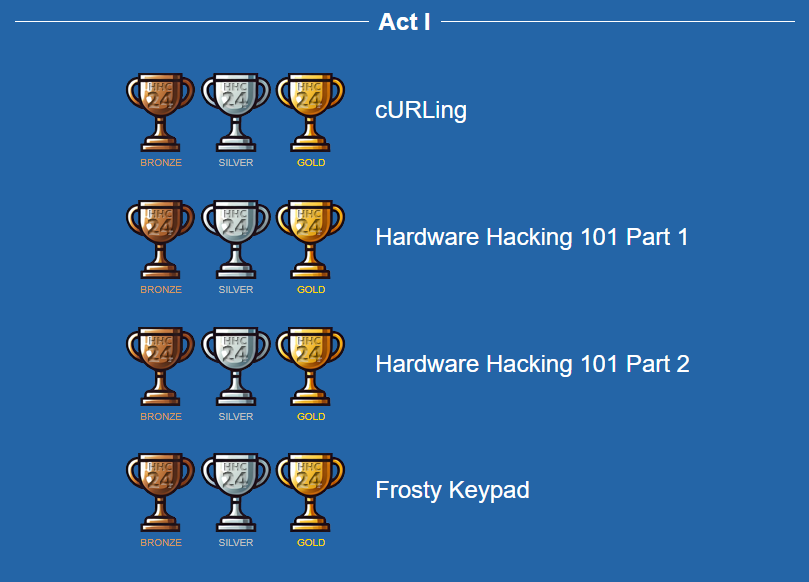 Act I
HHC 24 HHC 24 HHC 24
BRONZE SILVER GOLD
cURLing
HHC 24 HHC 24 HHC 24
BRONZE SILVER GOLD
Hardware Hacking 101 Part 1
HHC 24 HHC 24 HHC 24
BRONZE SILVER GOLD
Hardware Hacking 101 Part 2
HHC 24 HHC 24 HHC 24
BRONZE SILVER GOLD
Frosty Keypad